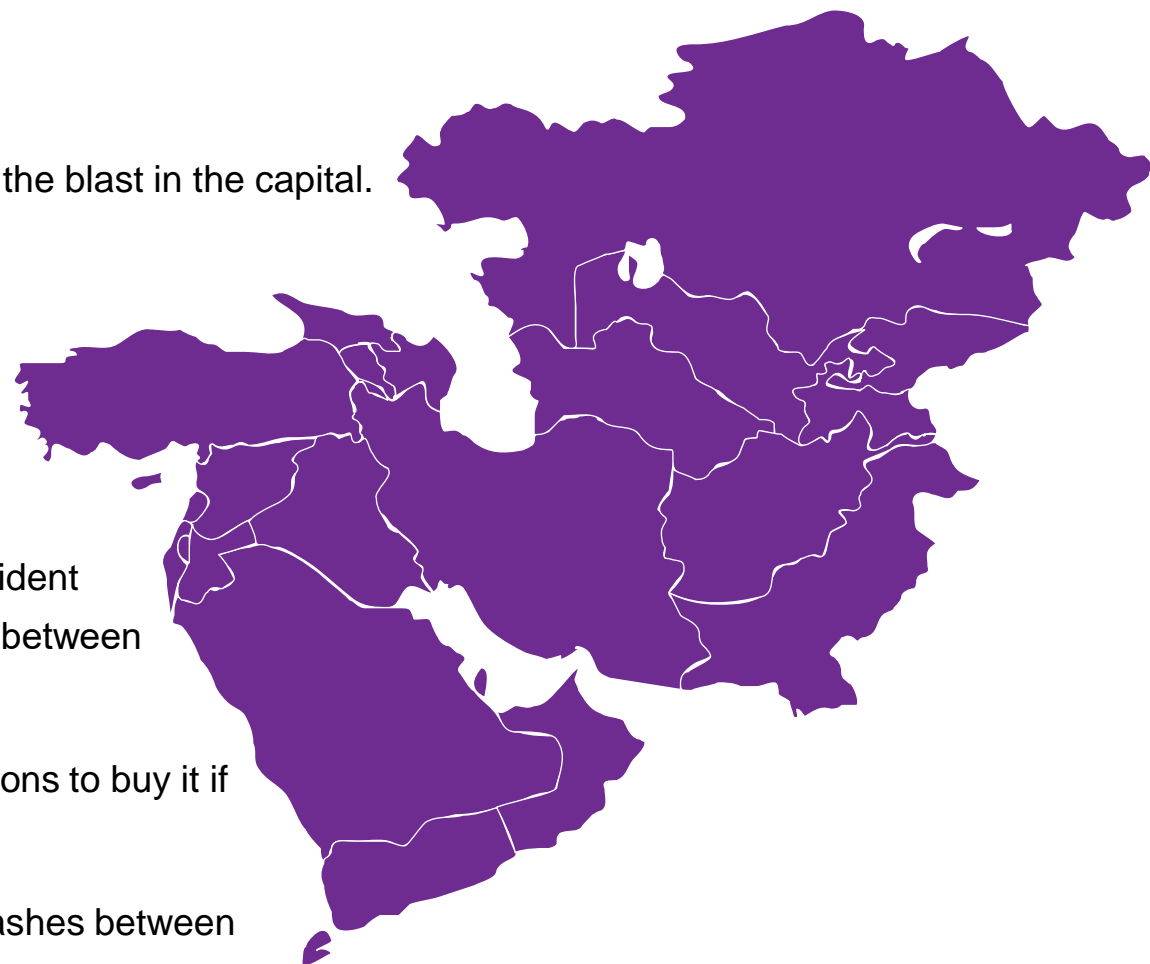 the blast in the capital.
ident
between
ons to buy it if
ashes between